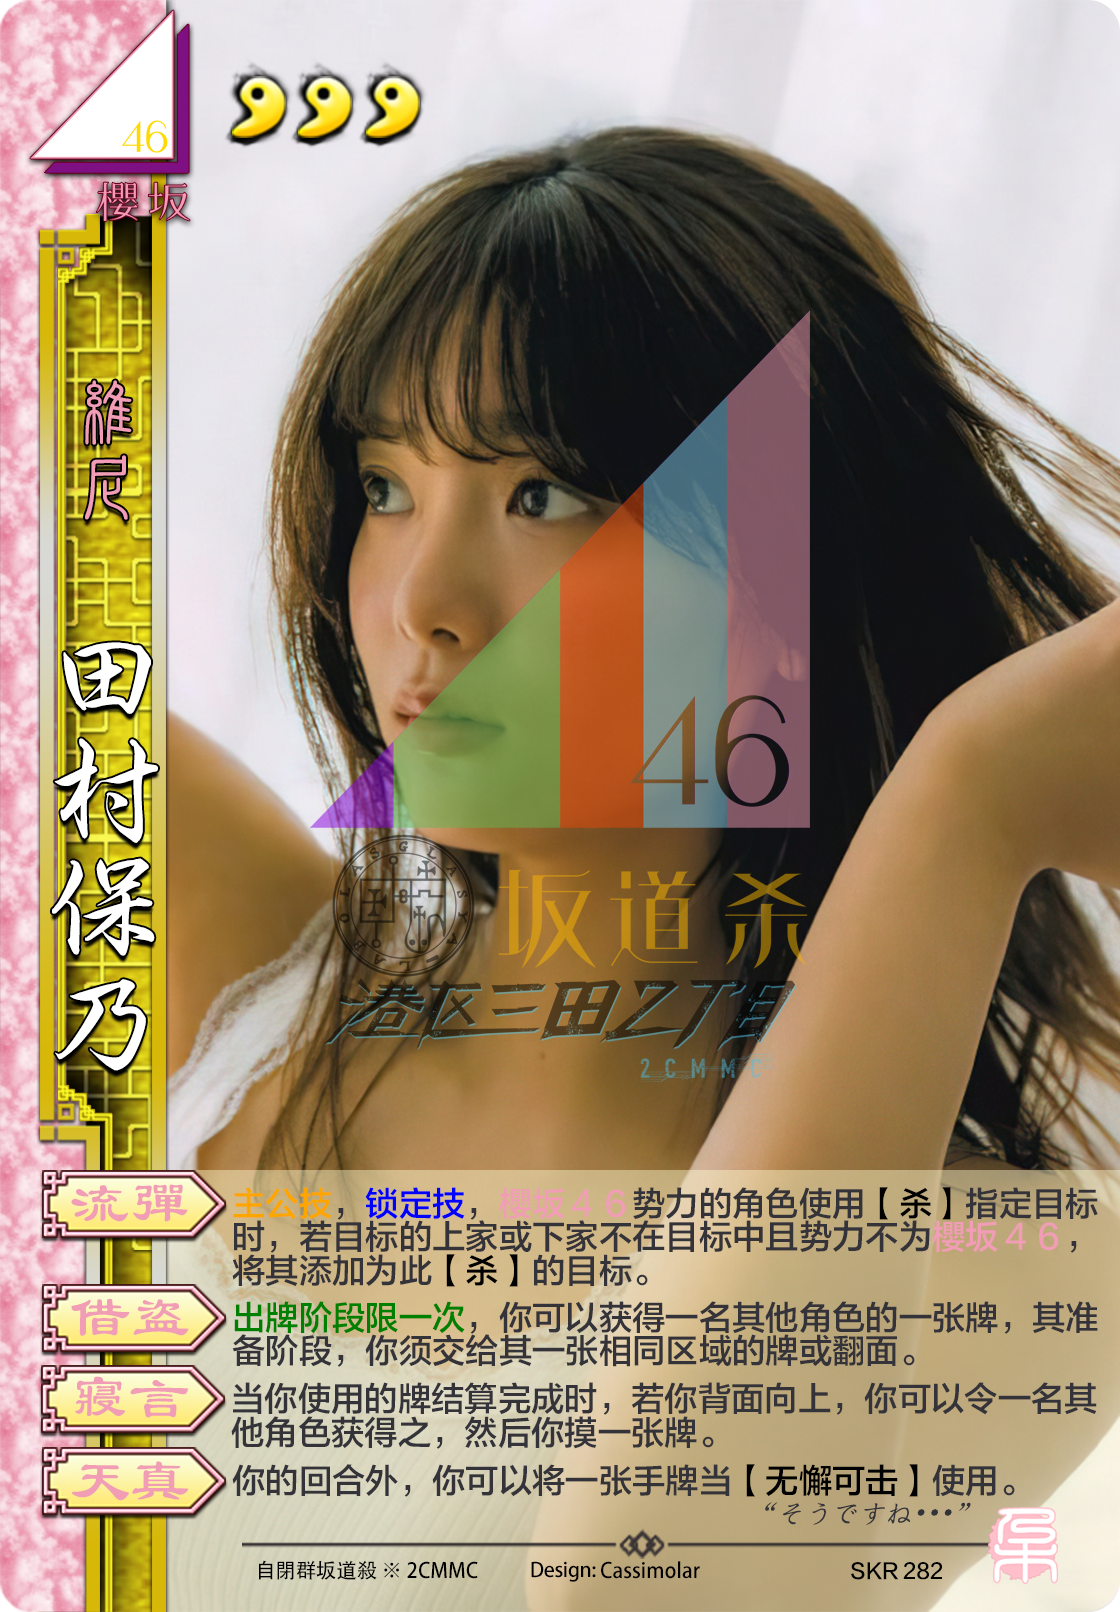 46
櫻坂
維尼
田村保乃
46
坂道杀
港区三田2丁目
2CMMC
流彈
主公技，锁定技，櫻坂４６势力的角色使用【杀】指定目标
时，若目标的上家或下家不在目标中且势力不为櫻坂４６，
将其添加为此【杀】的目标。
借盗
出牌阶段限一次，你可以获得一名其他角色的一张牌，其准
备阶段，你须交给其一张相同区域的牌或翻面。
寢言
当你使用的牌结算完成时，若你背面向上，你可以令一名其
他角色获得之，然后你摸一张牌。
天真
你的回合外，你可以将一张手牌当【无懈可击】使用。
“そうですね•••”
自閉群坂道殺 ※ 2CMMC
Design: Cassimolar
SKR 282